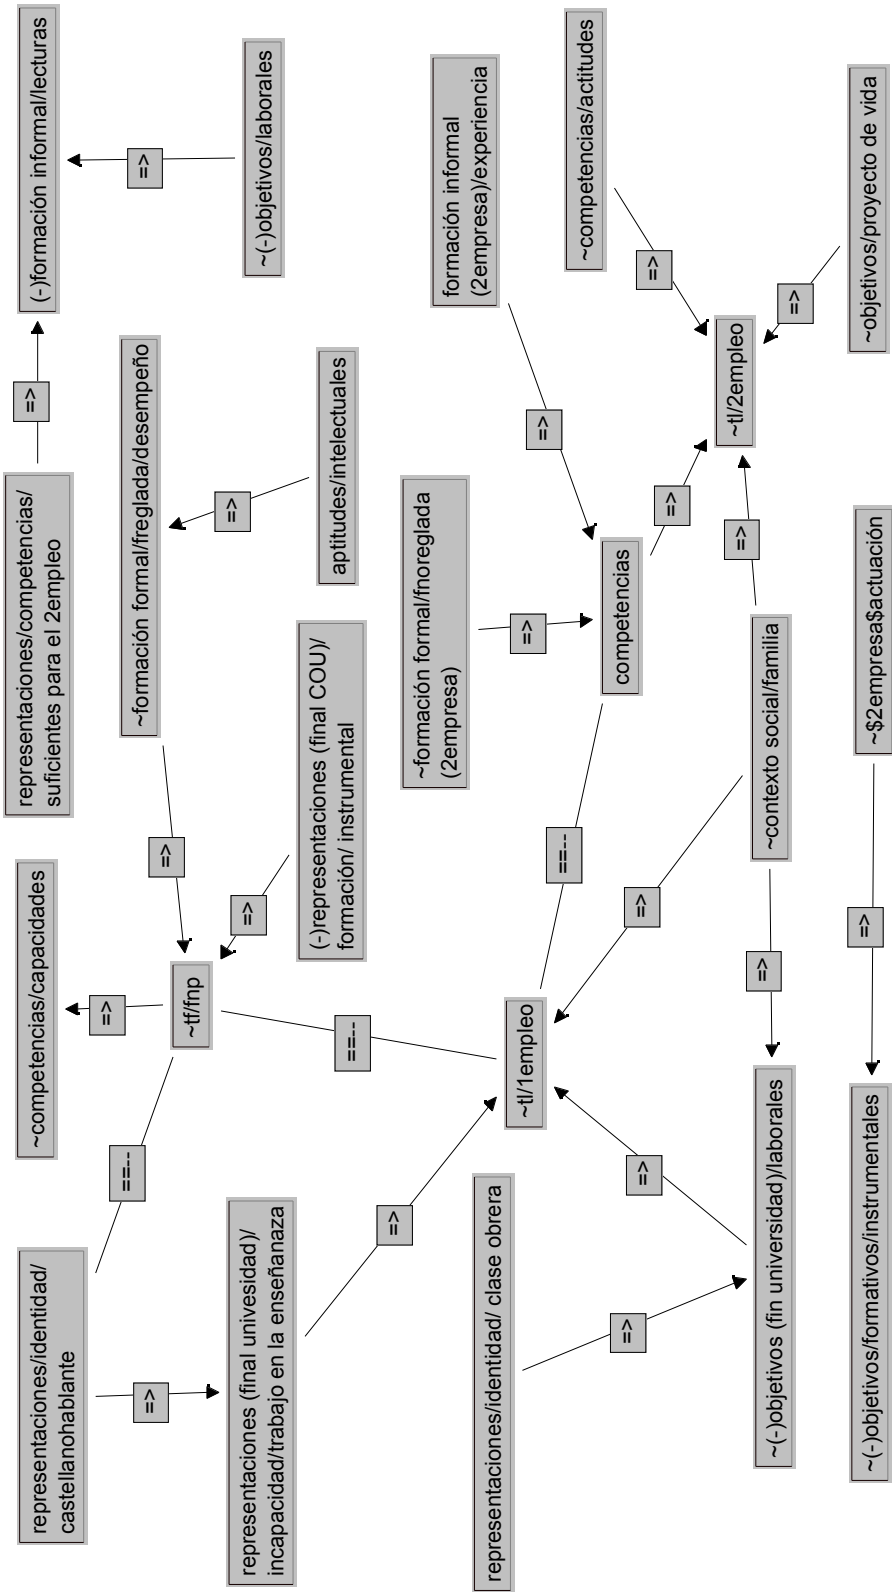 representaciones/identidad/
castellanohablante
~competencias/capacidades
representaciones/competencias/
suficientes para el 2empleo
=>
(-)formación informal/lecturas
=>
==--
=>
=>
~formación formal/freglada/desempeño
=>
~tf/fnp
=>
=>
representaciones (final univesidad)/
incapacidad/trabajo en la enseñanaza
~(-)objetivos/laborales
(-)representaciones (final COU)/
formación/ instrumental
aptitudes/intelectuales
==--
=>
~formación formal/fnoreglada
(2empresa)
formación informal
(2empresa)/experiencia
representaciones/identidad/ clase obrera
~tl/1empleo
=>
=>
==--
~competencias/actitudes
competencias
=>
=>
=>
=>
=>
~tl/2empleo
=>
=>
~(-)objetivos (fin universidad)/laborales
~contexto social/familia
=>
~(-)objetivos/formativos/instrumentales
=>
~$2empresa$actuación
~objetivos/proyecto de vida